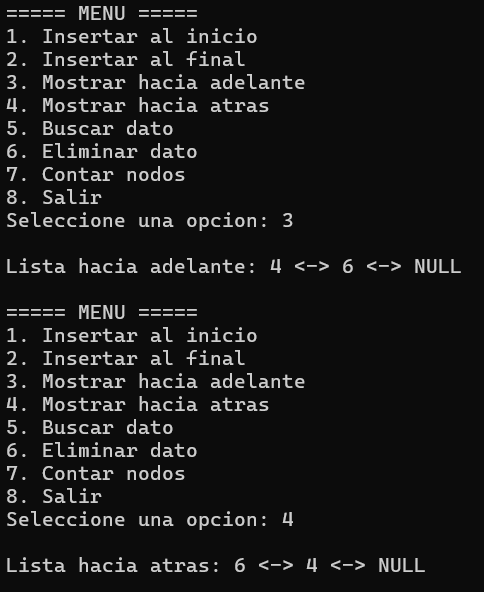 ===== MENU =====
1. Insertar al inicio
2. Insertar al final
3. Mostrar hacia adelante
4. Mostrar hacia atras
5. Buscar dato
6. Eliminar dato
7. Contar nodos
8. Salir
Seleccione una opcion: 3
Lista hacia adelante: 4 <-> 6 <-> NULL
===== MENU =====
1. Insertar al inicio
2. Insertar al final
3. Mostrar hacia adelante
4. Mostrar hacia atras
5. Buscar dato
6. Eliminar dato
7. Contar nodos
8. Salir
Seleccione una opcion: 4
Lista hacia atras: 6 <-> 4 <-> NULL